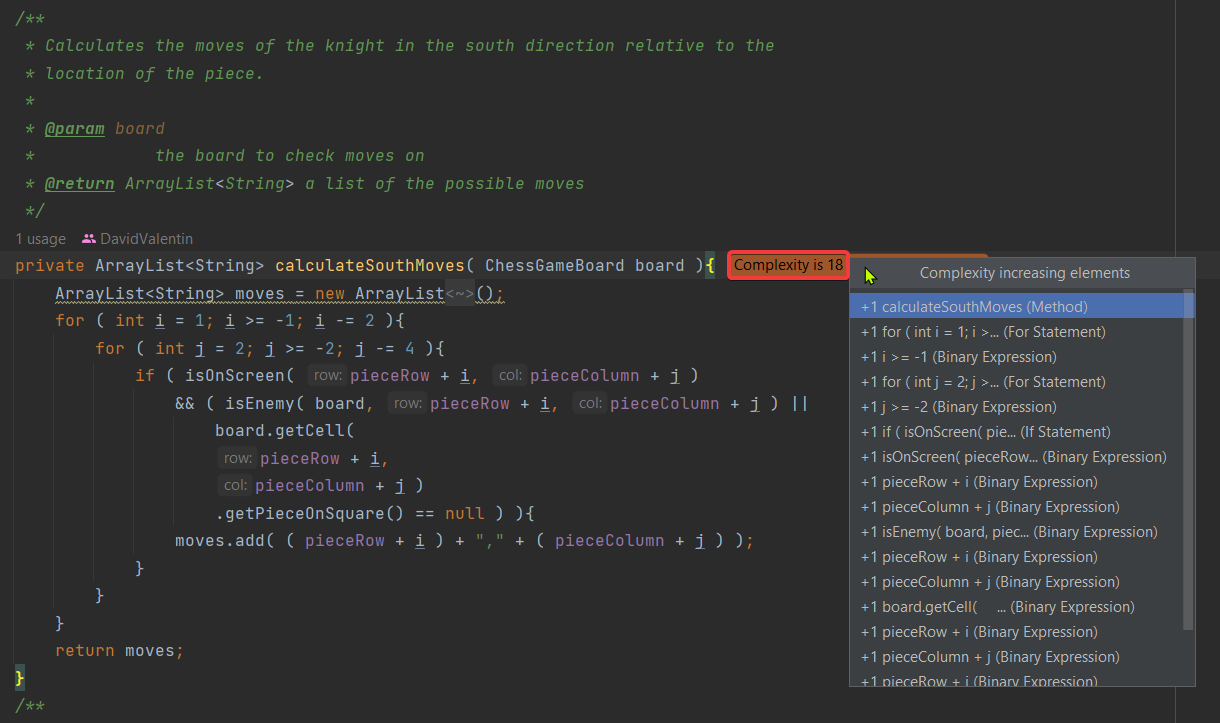 /**
* Calculates the moves of the knight in the south direction relative to the
* location of the piece.
*
* @param board
* the board to check moves on
* @return ArrayList<String> a list of the possible moves
*/
1 usage DavidValentin
private ArrayList<String> calculateSouthMoves( ChessGameBoard board ){ Complexity is 18
ArrayList<String> moves = new ArrayList<~>();
for ( int i = 1; i >= -1; i -= 2 ){
for ( int j = 2; j >= -2; j -= 4 ){
if ( isOnScreen( row: pieceRow + i, col: pieceColumn + j )
&& ( isEnemy( board, row: pieceRow + i, col: pieceColumn + j ) ||
board.getCell(
row: pieceRow + i,
col: pieceColumn + j )
.getPieceOnSquare() == null ) ){
moves.add( ( pieceRow + i ) + "," + ( pieceColumn + j ) );
}
}
}
return moves;
}
/**
Complexity increasing elements
+1 calculateSouthMoves (Method)
+1 for ( int i = 1; i >... (For Statement)
+1 i >= -1 (Binary Expression)
+1 for ( int j = 2; j >... (For Statement)
+1 j >= -2 (Binary Expression)
+1 if ( isOnScreen( pie... (If Statement)
+1 isOnScreen( pieceRow... (Binary Expression)
+1 pieceRow + i (Binary Expression)
+1 pieceColumn + j (Binary Expression)
+1 isEnemy( board, piec... (Binary Expression)
+1 pieceRow + i (Binary Expression)
+1 pieceColumn + j (Binary Expression)
+1 board.getCell( ... (Binary Expression)
+1 pieceRow + i (Binary Expression)
+1 pieceColumn + j (Binary Expression)
+1 pieceRow + i (Binary Expression)